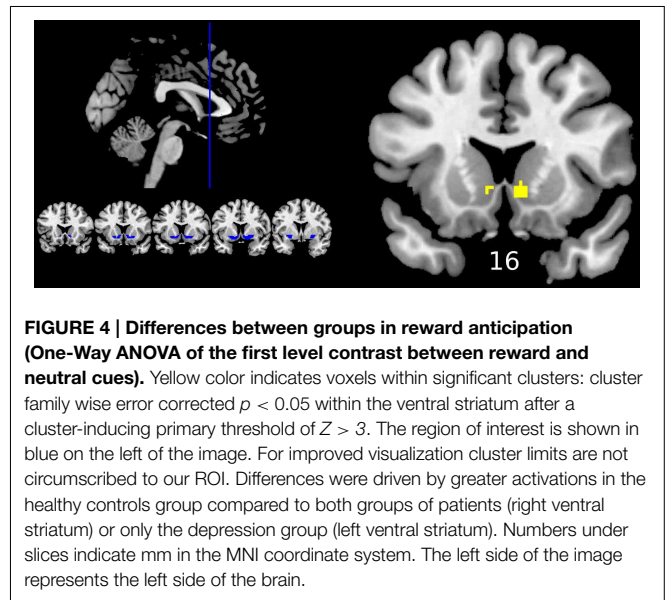 16
FIGURE 4 | Differences between groups in reward anticipation
(One-Way ANOVA of the first level contrast between reward and
neutral cues). Yellow color indicates voxels within significant clusters: cluster
family wise error corrected p < 0.05 within the ventral striatum after a
cluster-inducing primary threshold of Z > 3. The region of interest is shown in
blue on the left of the image. For improved visualization cluster limits are not
circumscribed to our ROI. Differences were driven by greater activations in the
healthy controls group compared to both groups of patients (right ventral
striatum) or only the depression group (left ventral striatum). Numbers under
slices indicate mm in the MNI coordinate system. The left side of the image
represents the left side of the brain.